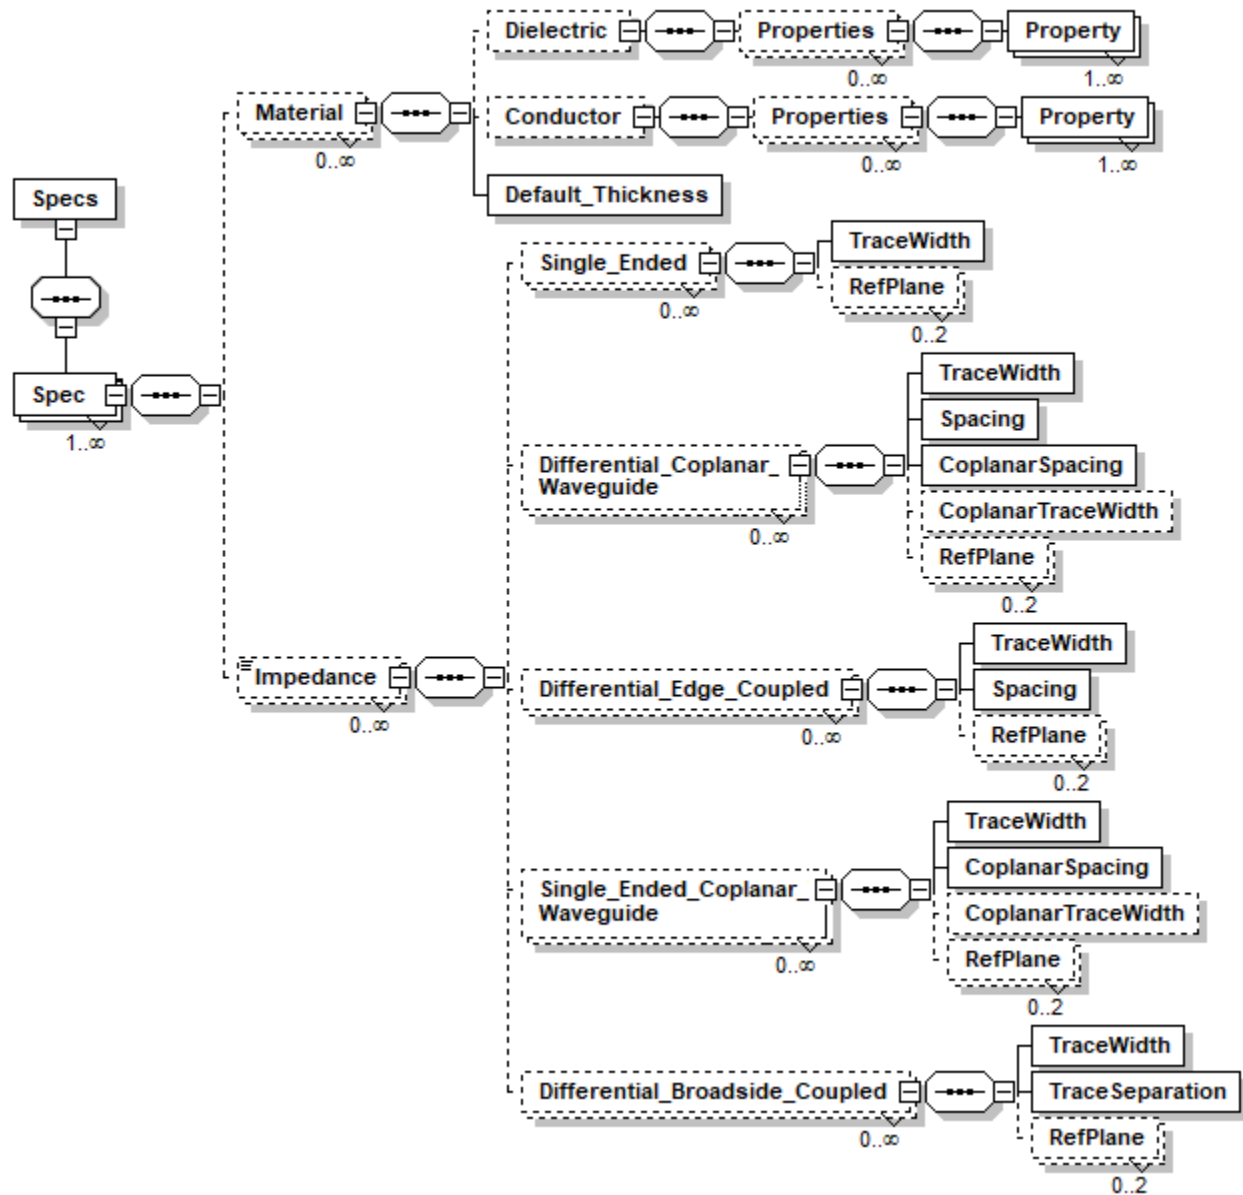 Specs
Spec
1..∞
Material
0..∞
Dielectric
Properties
0..∞
Property
1..∞
Conductor
Properties
0..∞
Property
1..∞
Default_Thickness
Impedance
0..∞
Single_Ended
0..∞
TraceWidth
RefPlane
0..2
Differential_Coplanar_
Waveguide
0..∞
TraceWidth
Spacing
CoplanarSpacing
CoplanarTraceWidth
RefPlane
0..2
Differential_Edge_Coupled
0..∞
TraceWidth
Spacing
RefPlane
0..2
Single_Ended_Coplanar_
Waveguide
0..∞
TraceWidth
CoplanarSpacing
CoplanarTraceWidth
RefPlane
0..2
Differential_Broadside_Coupled
0..∞
TraceWidth
TraceSeparation
RefPlane
0..2